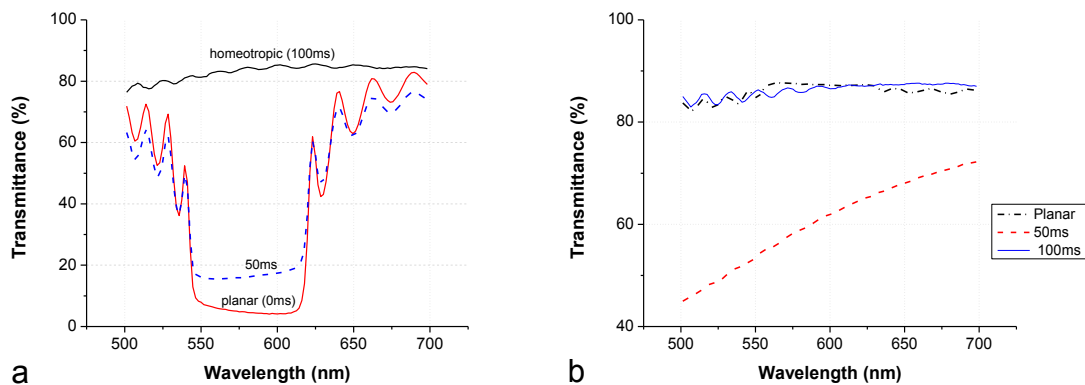 100
80
60
40
20
0
Transmittance (%)
homeotropic (100ms)
50ms
planar (0ms)
500
550
600
650
700
Wavelength (nm)
a
100
80
60
40
Transmittance (%)
500
550
600
650
700
Wavelength (nm)
b
Planar
50ms
100ms